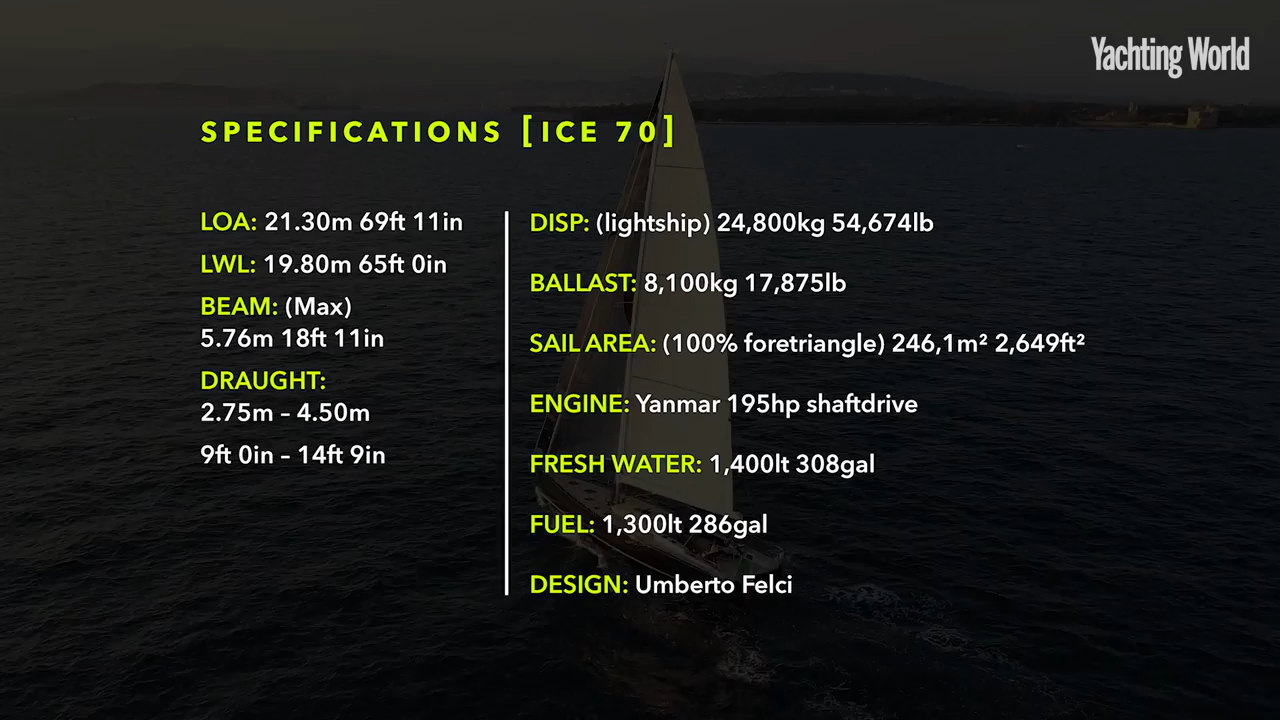 Yachting World
SPECIFICATIONS [ICE 70]
LOA: 21.30m 69ft 11in
LWL: 19.80m 65ft 0in
BEAM: (Max)
5.76m 18ft 11in
DRAUGHT:
2.75m – 4.50m
9ft 0in – 14ft 9in
DISP: (lightship) 24,800kg 54,674lb
BALLAST: 8,100kg 17,875lb
SAIL AREA: (100% foretriangle) 246,1m² 2,649ft²
ENGINE: Yanmar 195hp shaftdrive
FRESH WATER: 1,400lt 308gal
FUEL: 1,300lt 286gal
DESIGN: Umberto Felci